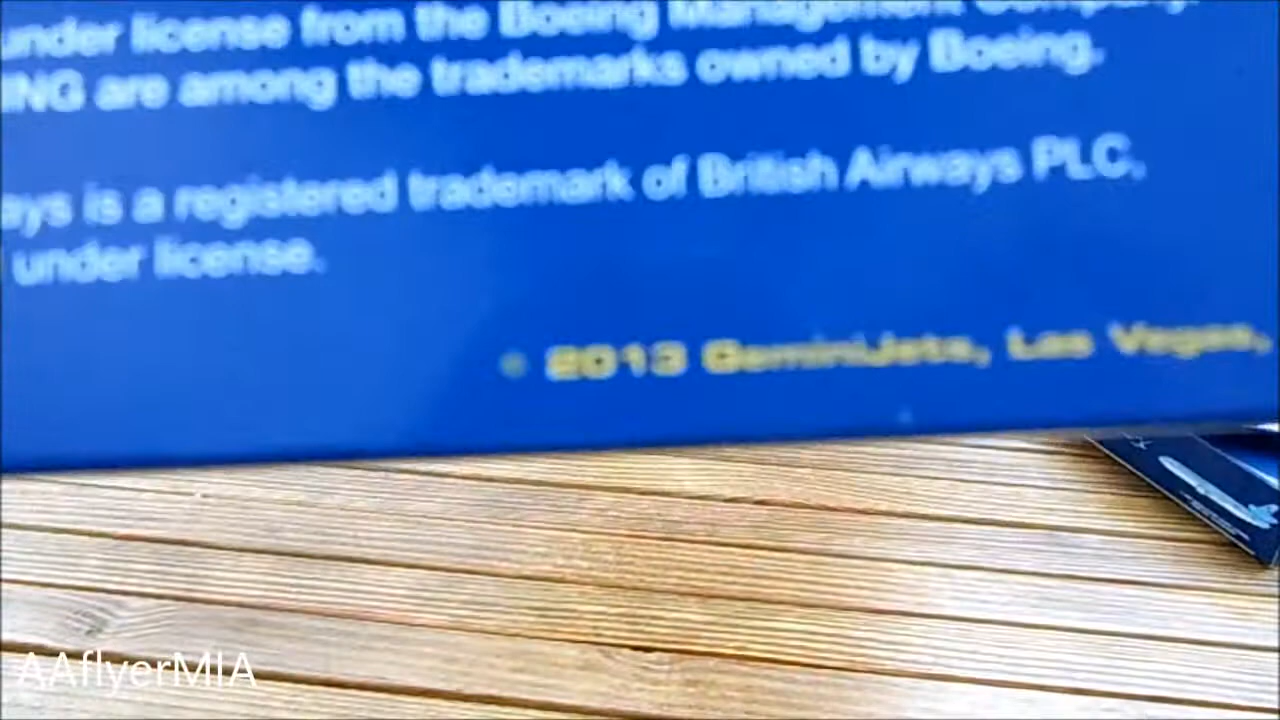 under license from the Boeing Management Company.
ING are among the trademarks owned by Boeing.
ays is a registered trademark of British Airways PLC,
under license.
© 2013 GeminiJets, Las Vegas,
AAflyerMIA